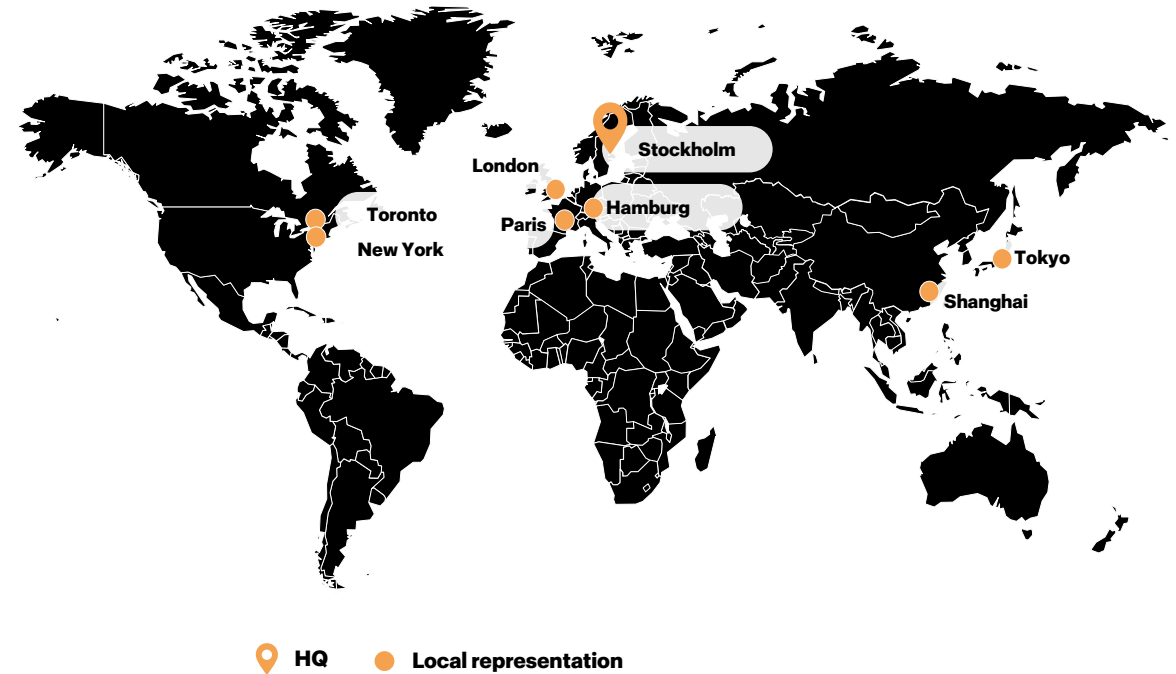 Stockholm
London
Hamburg
Toronto
Paris
New York
Tokyo
Shanghai
HQ
Local representation